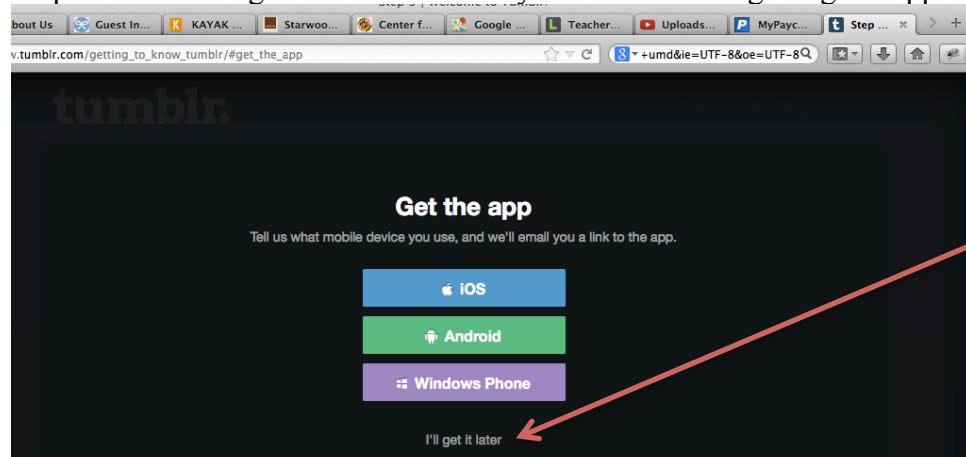 bout Us Guest In... KAYAK ... Starwoo... Center f... Google ... Teacher... Uploads... MyPayc... Step ...
w.tumblr.com/getting_to_know_tumblr/#get_the_app +umd&ie=UTF-8&oe=UTF-8
tumblr.
Get the app
Tell us what mobile device you use, and we'll email you a link to the app.
iOS
Android
Windows Phone
I'll get it later